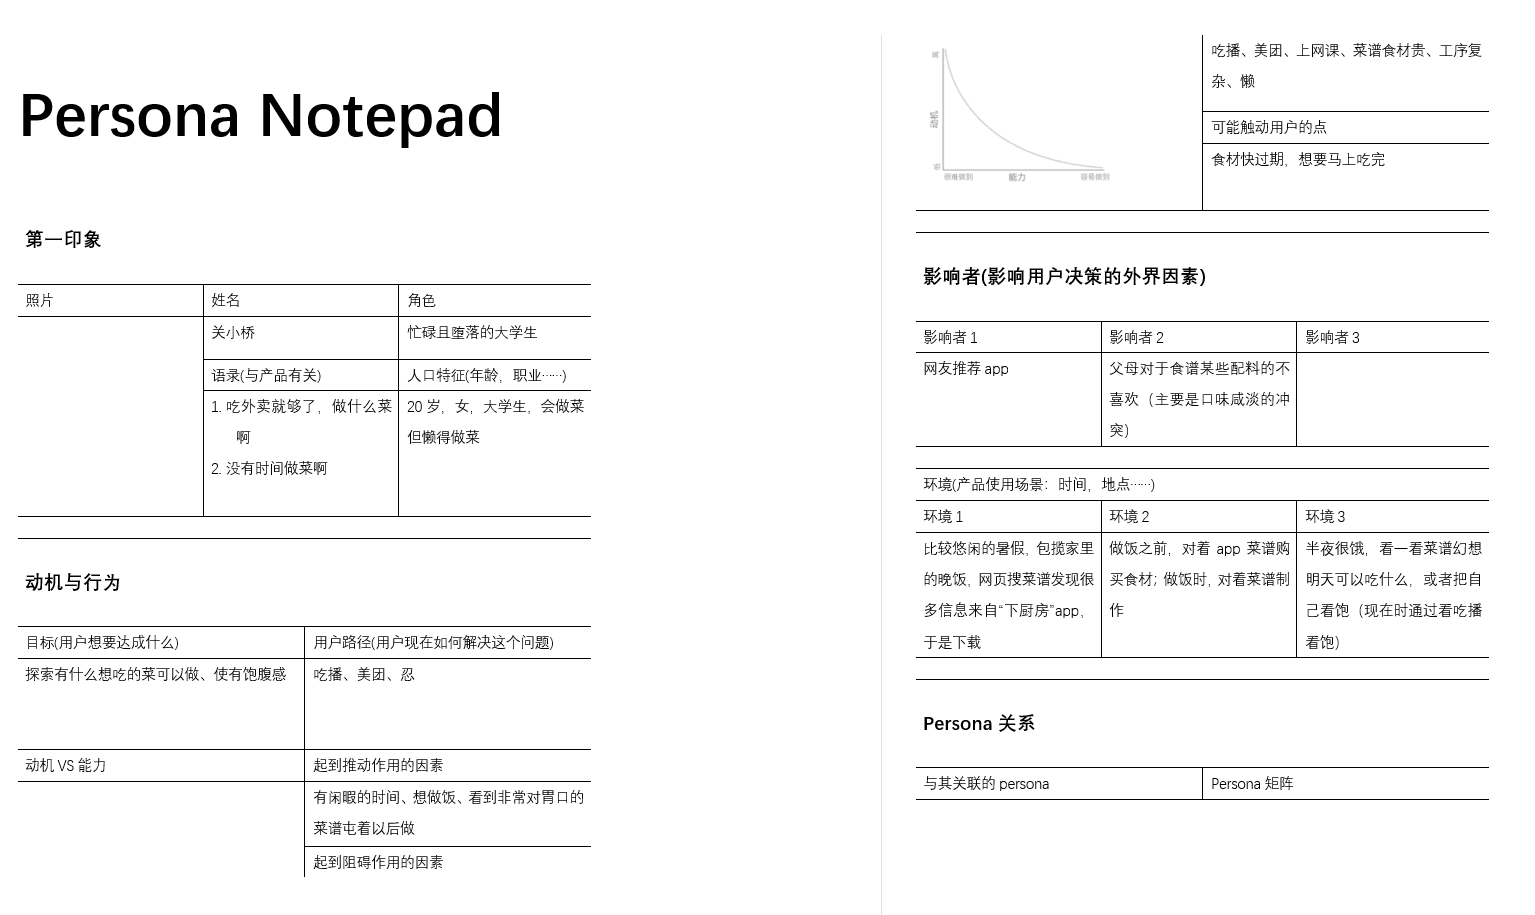 Persona Notepad
第一印象
照片
姓名
角色
关小桥
忙碌且堕落的大学生
语录(与产品有关)
人口特征(年龄，职业……)
1. 吃外卖就够了，做什么菜
啊
2. 没有时间做菜啊
20 岁，女，大学生，会做菜
但懒得做菜
动机与行为
目标(用户想要达成什么)
用户路径(用户现在如何解决这个问题)
探索有什么想吃的菜可以做、使有饱腹感
吃播、美团、忍
动机 VS 能力
起到推动作用的因素
有闲暇的时间、想做饭、看到非常对胃口的
菜谱屯着以后做
起到阻碍作用的因素
高
动机
低
很难做到
能力
容易做到
吃播、美团、上网课、菜谱食材贵、工序复
杂、懒
可能触动用户的点
食材快过期，想要马上吃完
影响者(影响用户决策的外界因素)
影响者 1
影响者 2
影响者 3
网友推荐 app
父母对于食谱某些配料的不
喜欢（主要是口味咸淡的冲
突）
环境(产品使用场景：时间，地点……)
环境 1
环境 2
环境 3
比较悠闲的暑假，包揽家里
的晚饭，网页搜菜谱发现很
多信息来自“下厨房”app，
于是下载
做饭之前，对着 app 菜谱购
买食材；做饭时，对着菜谱制
作
半夜很饿，看一看菜谱幻想
明天可以吃什么，或者把自
己看饱（现在时通过看吃播
看饱）
Persona 关系
与其关联的 persona
Persona 矩阵